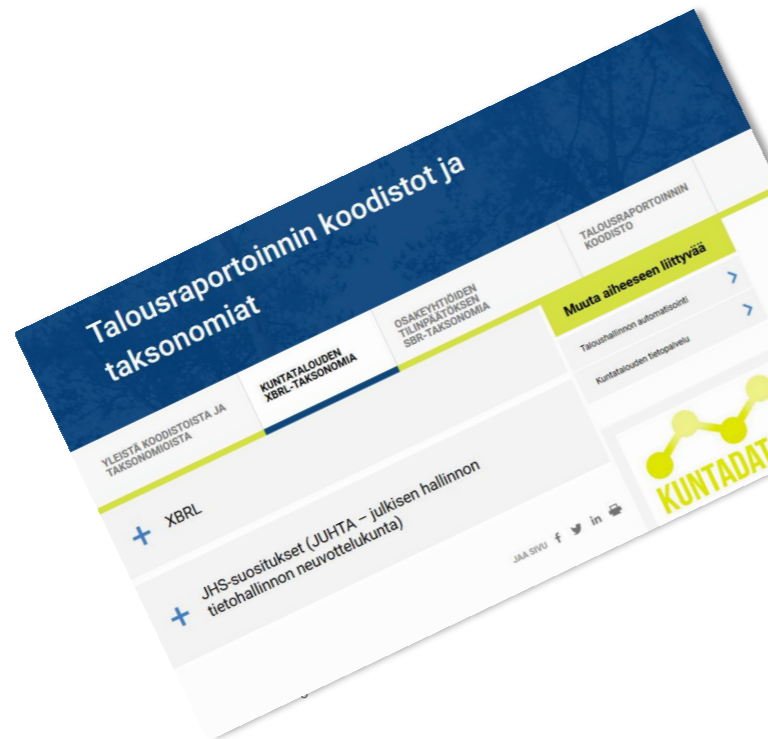 Talousraportoinnin koodistot ja
taksonomiat
YLEISTÄ KOODISTOISTA JA
TAKSONOMIOISTA
KUNTATALOUDEN
XBRL-TAKSONOMIA
OSAKEYHTIÖIDEN
TILINPÄÄTÖKSEN
SBR-TAKSONOMIA
TALOUSRAPORTOINNIN
KOODISTO
XBRL
JHS-suositukset (JUHTA – julkisen hallinnon
tietohallinnon neuvottelukunta)
JAA SIVU
Muuta aiheeseen liittyvää
Taloushallinnon automatisointi
Kuntatalouden tietopalvelu
KUNTADAT